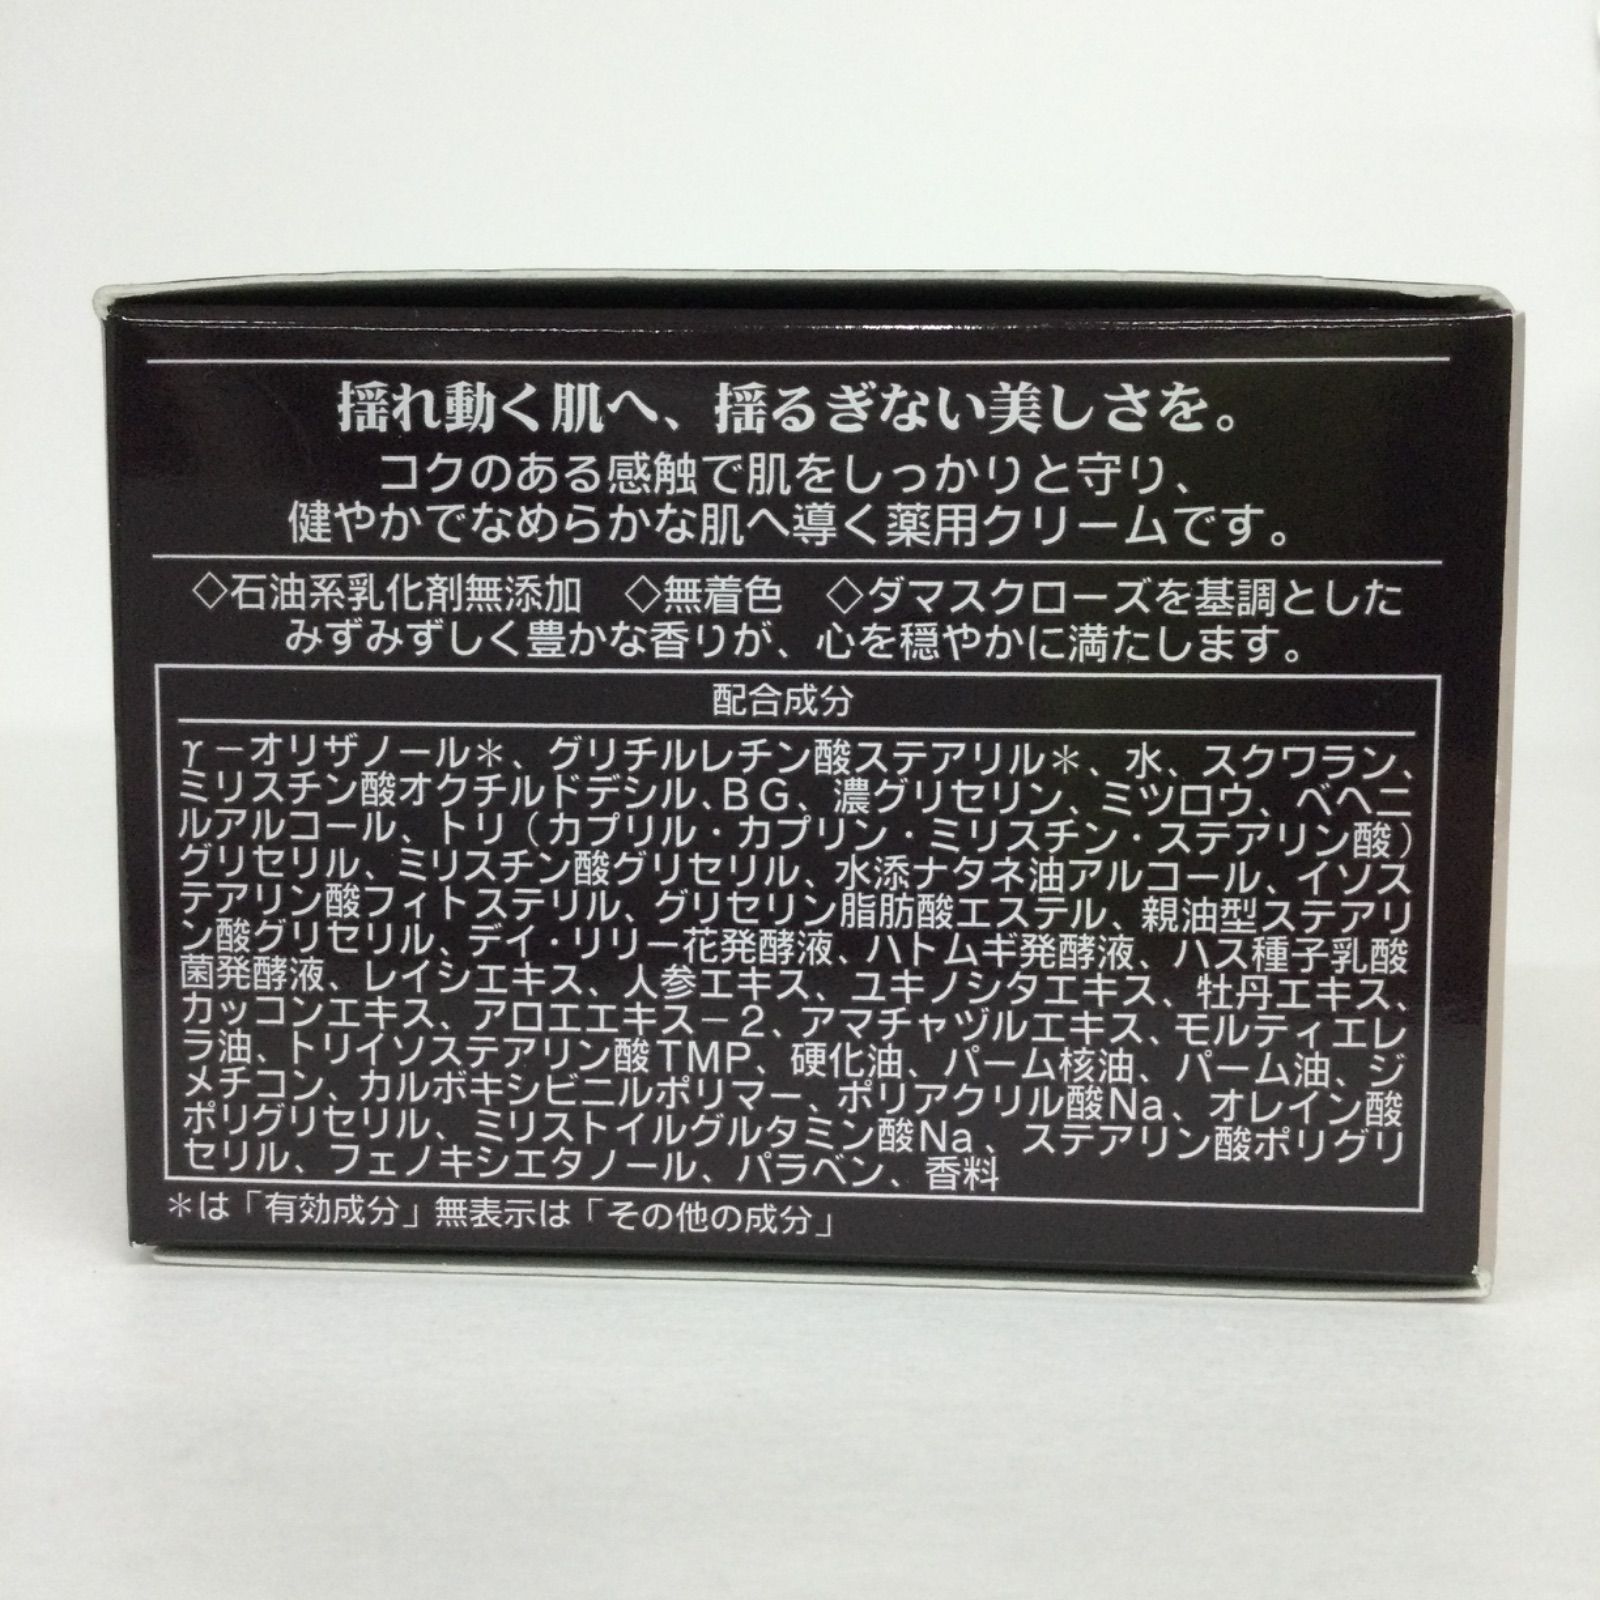 揺れ動く肌へ、揺るぎない美しさを。
コクのある感触で肌をしっかりと守り、
健やかでなめらかな肌へ導く薬用クリームです。
◇石油系乳化剤無添加　◇無着色　◇ダマスクローズを基調とした
みずみずしく豊かな香りが、心を穏やかに満たします。
配合成分
γ－オリザノール＊、グリチルレチン酸ステアリル＊、水、スクワラン、
ミリスチン酸オクチルドデシル、BG、濃グリセリン、ミツロウ、ベヘニ
ルアルコール、トリ（カプリル・カプリン・ミリスチン・ステアリン酸）
グリセリル、ミリスチン酸グリセリル、水添ナタネ油アルコール、イソス
テアリン酸フィトステリル、グリセリン脂肪酸エステル、親油型ステアリ
ン酸グリセリル、デイ・リリー花発酵液、ハトムギ発酵液、ハス種子乳酸
菌発酵液、レイシエキス、人参エキス、ユキノシタエキス、牡丹エキス、
カッコンエキス、アロエエキス－2、アマチャヅルエキス、モルティエレ
ラ油、トリイソステアリン酸TMP、硬化油、パーム核油、パーム油、ジ
メチコン、カルボキシビニルポリマー、ポリアクリル酸Na、オレイン酸
ポリグリセリル、ミリストイルグルタミン酸Na、ステアリン酸ポリグリ
セリル、フェノキシエタノール、パラベン、香料
＊は「有効成分」無表示は「その他の成分」